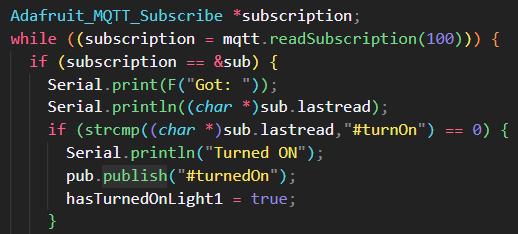 Adafruit_MQTT_Subscribe *subscription;
while ((subscription = mqtt.readSubscription(100))) {
if (subscription == &sub) {
Serial.print(F("Got: "));
Serial.println((char *)sub.lastread);
if (strcmp((char *)sub.lastread,"#turnOn") == 0) {
Serial.println("Turned ON");
pub.publish("#turnedOn");
hasTurnedOnLight1 = true;
}